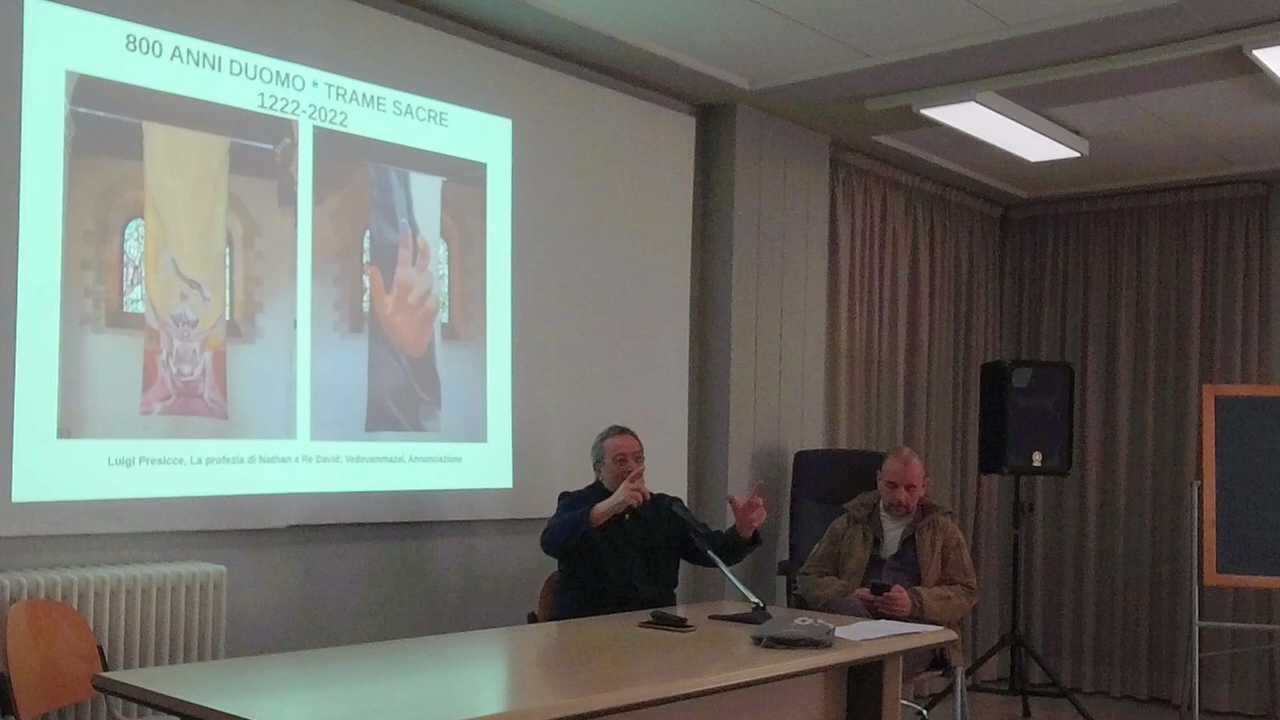 800 ANNI DUOMO * TRAME SACRE
1222-2022
Luigi Presicce, La profezia di Nathan a Re David; Vedovammazei, Annunciazione